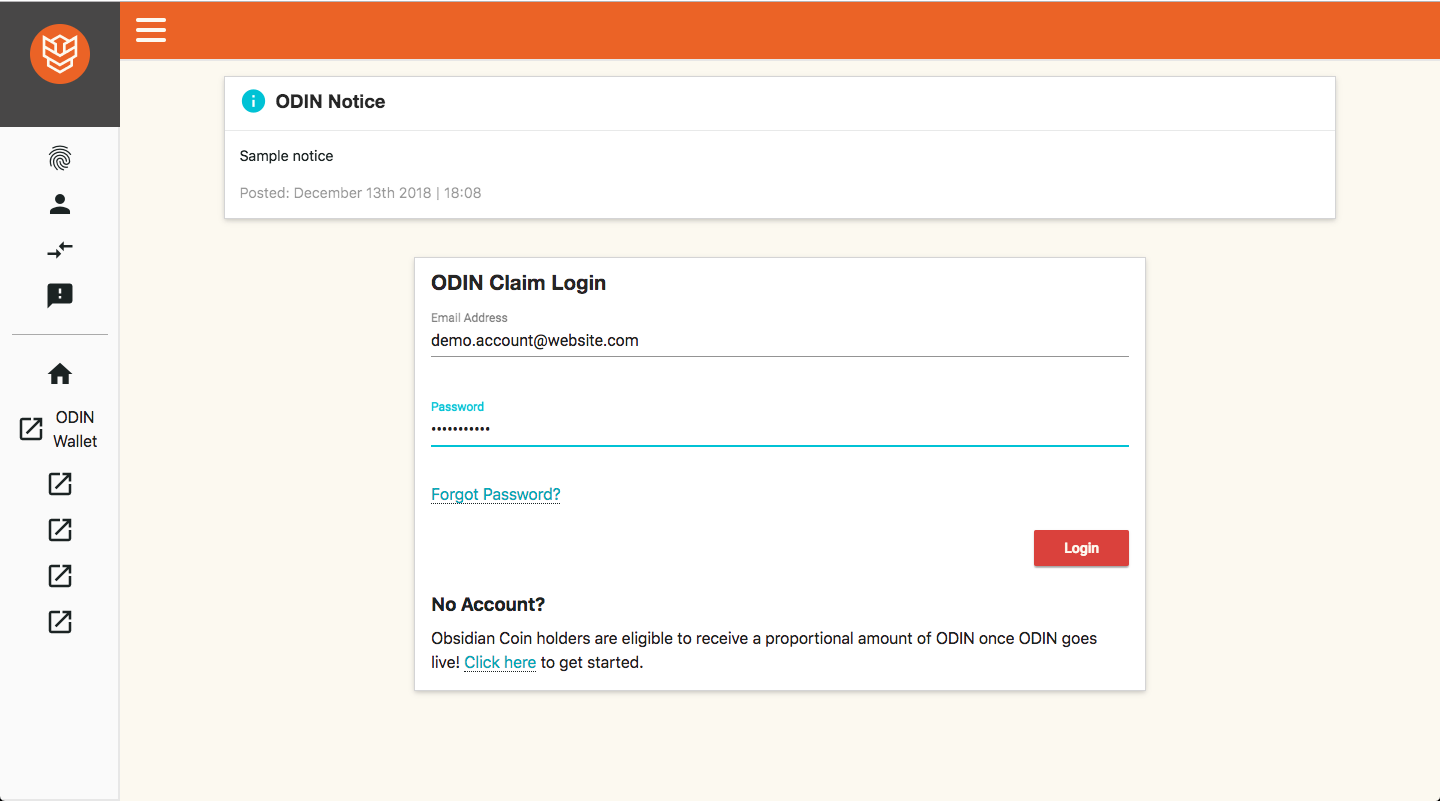 ODIN Notice
Sample notice
Posted: December 13th 2018 | 18:08
ODIN Claim Login
Email Address
demo.account@website.com
Password
•••••••••••
Forgot Password?
Login
No Account?
Obsidian Coin holders are eligible to receive a proportional amount of ODIN once ODIN goes
live! Click here to get started.
ODIN
Wallet